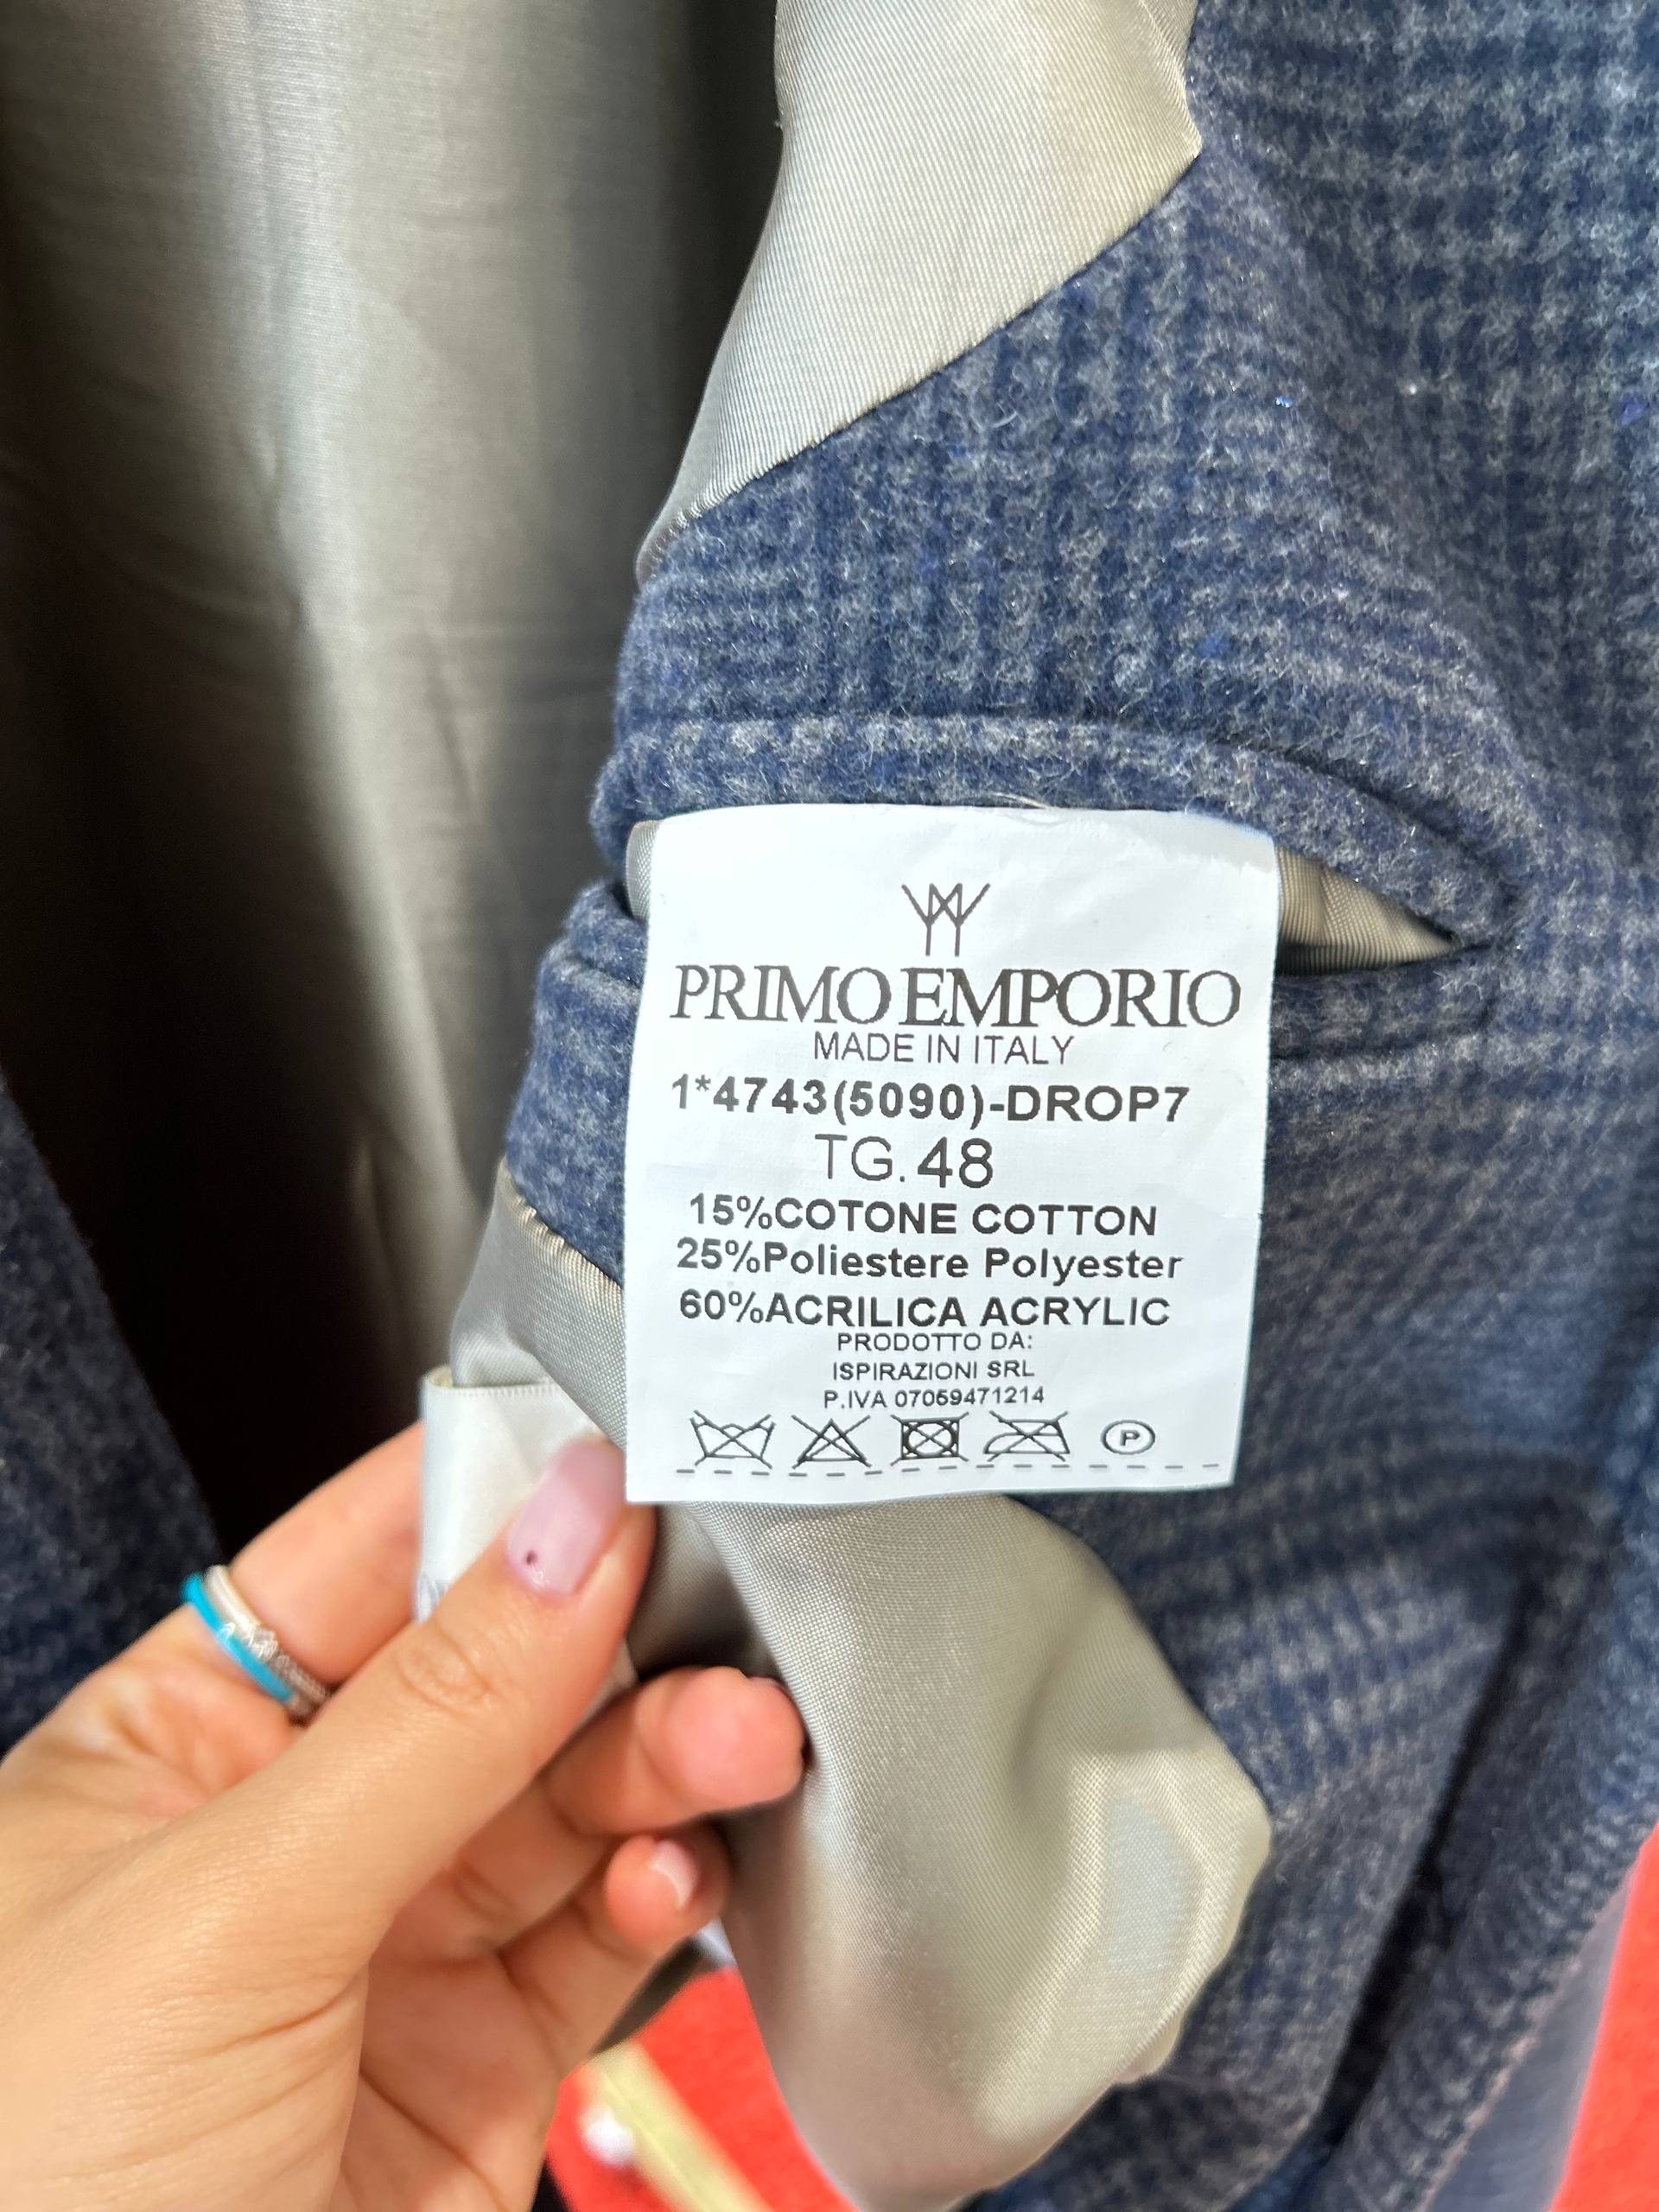 PRIMO EMPORIO
MADE IN ITALY
1*4743(5090)-DROP7
TG. 48
15%COTONE COTTON
25%Poliestere Polyester
60%ACRILICA ACRYLIC
PRODOTTO DA:
ISPIRAZIONI SRL
P.IVA 07059471214
P